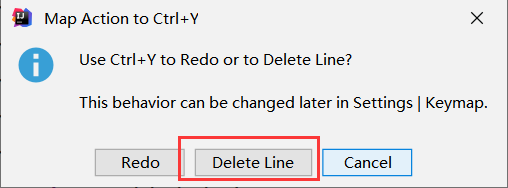 Map Action to Ctrl+Y
Use Ctrl+Y to Redo or to Delete Line?
This behavior can be changed later in Settings | Keymap.
Redo
Delete Line
Cancel